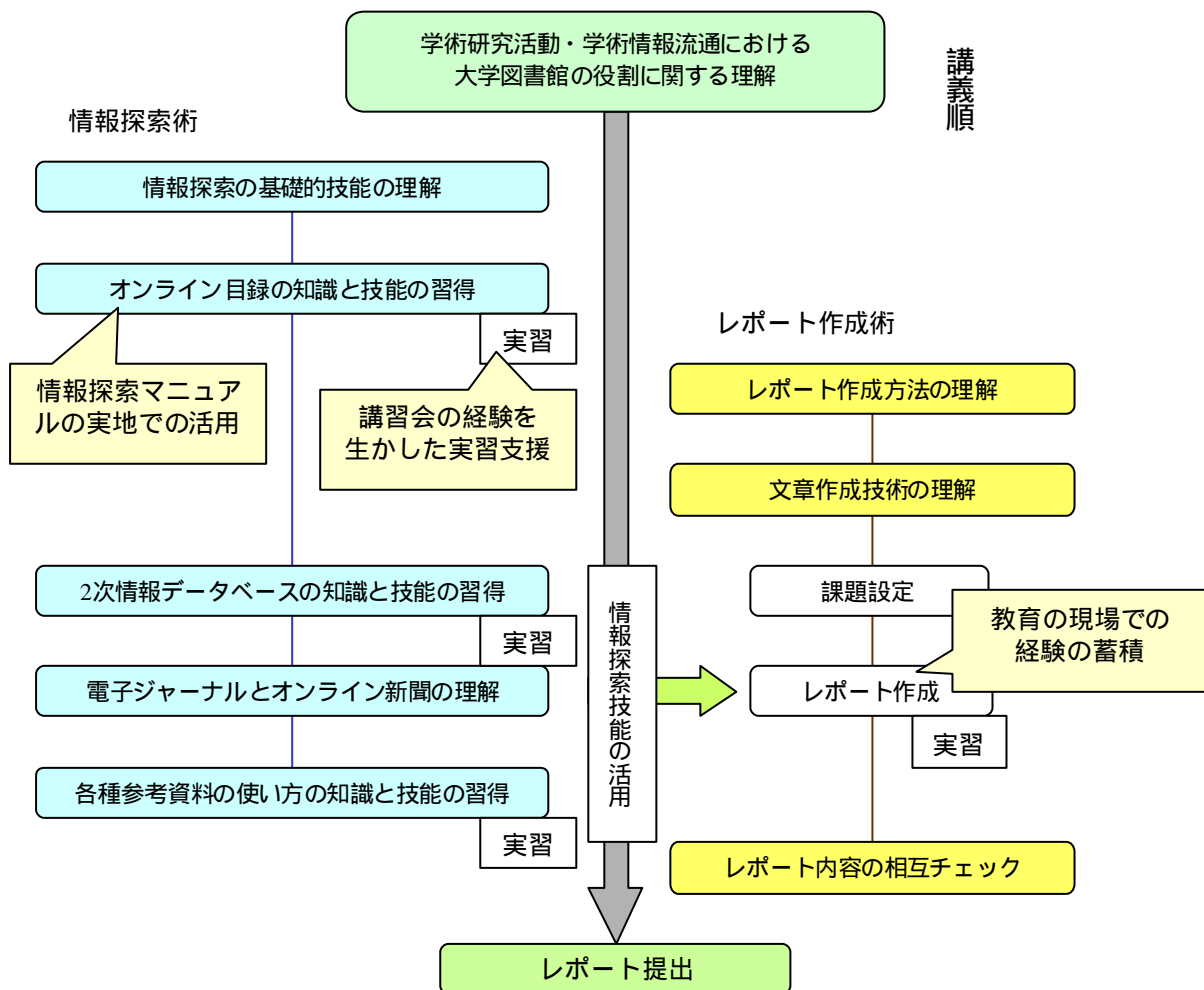 学術研究活動・学術情報流通における
大学図書館の役割に関する理解
講義順
情報探索術
情報探索の基礎的技能の理解
オンライン目録の知識と技能の習得
実習
情報探索マニュア
ルの実地での活用
講習会の経験を
生かした実習支援
レポート作成術
レポート作成方法の理解
文章作成技術の理解
2次情報データベースの知識と技能の習得
実習
電子ジャーナルとオンライン新聞の理解
各種参考資料の使い方の知識と技能の習得
実習
情報探索技能の活用
課題設定
教育の現場での
経験の蓄積
レポート作成
実習
レポート内容の相互チェック
レポート提出